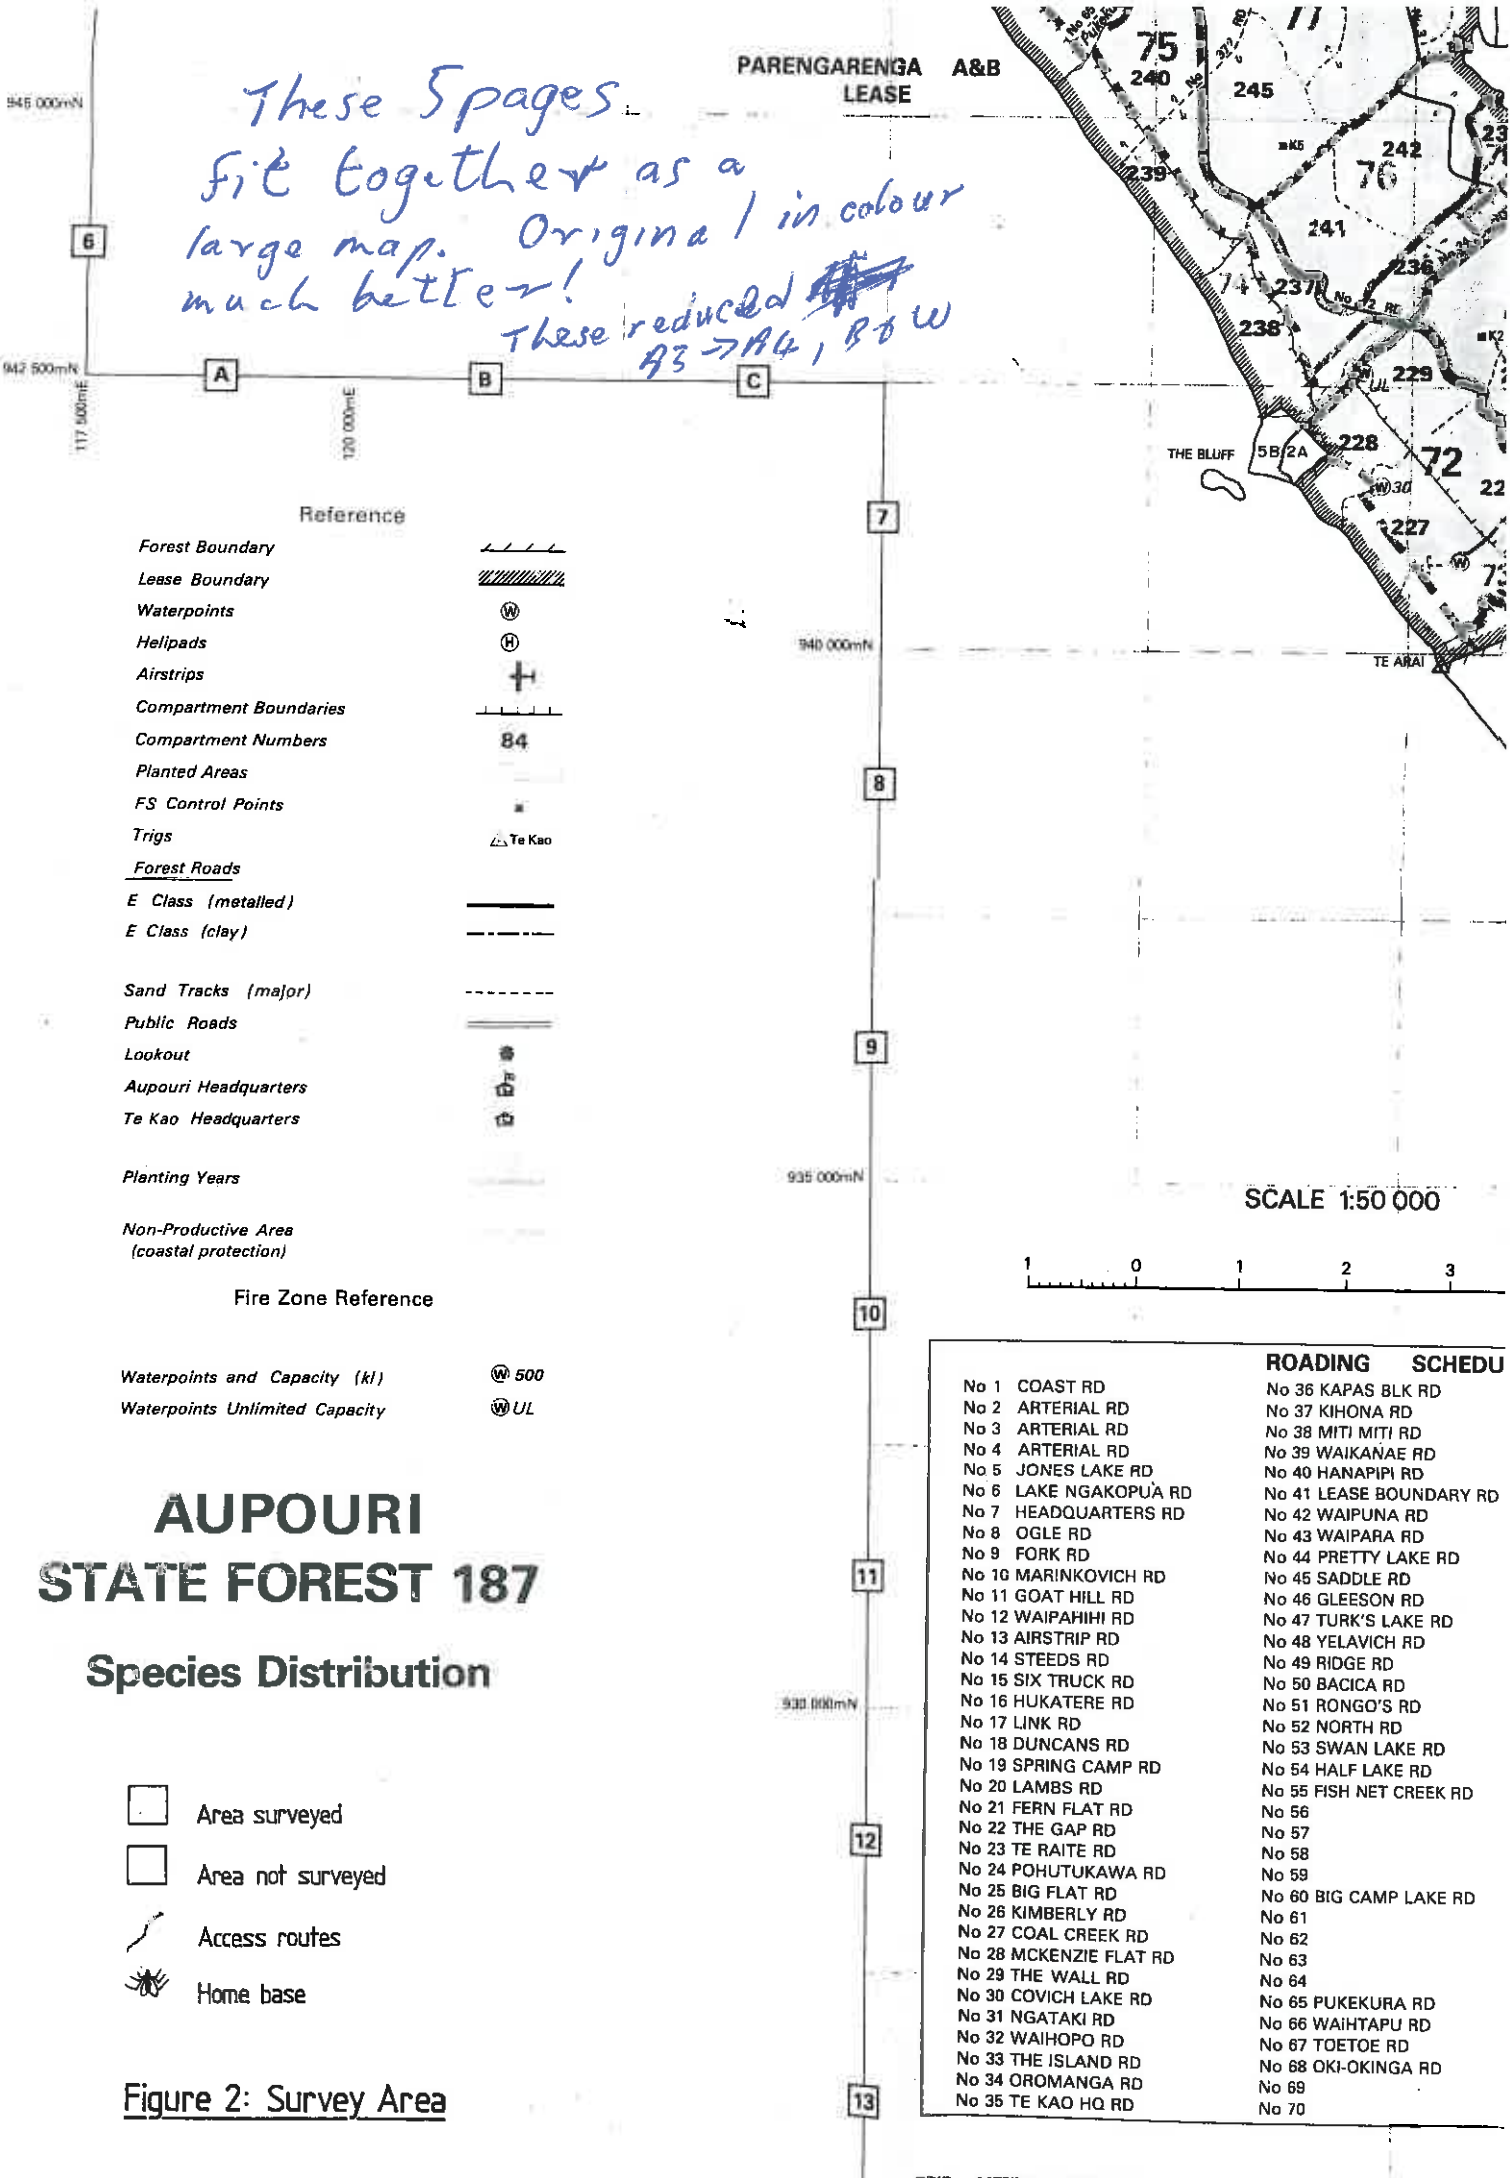 These 5 pages
fit together as a
large map. Original in colour
much better!
These reduced
A3 → A4, B & W
PARENGARENGA A&B
LEASE
945 000mN
6
942 500mN
A
B
C
117 500mE
120 000mE
75
240
77
245
372 RD
No 65
K5
242
76
239
241
236
74
237
238
K2
UL
229
THE BLUFF
5B
2A
228
72
W 30
22
227
W
TE ARAI
7
940 000mN
8
9
935 000mN
10
11
930 000mN
12
13
Reference
Forest Boundary
Lease Boundary
Waterpoints W
Helipads H
Airstrips
Compartment Boundaries
Compartment Numbers 84
Planted Areas
FS Control Points
Trigs Te Kao
Forest Roads
E Class (metalled)
E Class (clay)
Sand Tracks (major)
Public Roads
Lookout
Aupouri Headquarters
Te Kao Headquarters
Planting Years
Non-Productive Area
(coastal protection)
Fire Zone Reference
Waterpoints and Capacity (kl) W 500
Waterpoints Unlimited Capacity W UL
AUPOURI
STATE FOREST 187
Species Distribution
Area surveyed
Area not surveyed
Access routes
Home base
Figure 2: Survey Area
SCALE 1:50 000
1 0 1 2 3
ROADING SCHEDU
No 1 COAST RD
No 2 ARTERIAL RD
No 3 ARTERIAL RD
No 4 ARTERIAL RD
No 5 JONES LAKE RD
No 6 LAKE NGAKOPUA RD
No 7 HEADQUARTERS RD
No 8 OGLE RD
No 9 FORK RD
No 10 MARINKOVICH RD
No 11 GOAT HILL RD
No 12 WAIPAHIHI RD
No 13 AIRSTRIP RD
No 14 STEEDS RD
No 15 SIX TRUCK RD
No 16 HUKATERE RD
No 17 LINK RD
No 18 DUNCANS RD
No 19 SPRING CAMP RD
No 20 LAMBS RD
No 21 FERN FLAT RD
No 22 THE GAP RD
No 23 TE RAITE RD
No 24 POHUTUKAWA RD
No 25 BIG FLAT RD
No 26 KIMBERLY RD
No 27 COAL CREEK RD
No 28 MCKENZIE FLAT RD
No 29 THE WALL RD
No 30 COVICH LAKE RD
No 31 NGATAKI RD
No 32 WAIHOPO RD
No 33 THE ISLAND RD
No 34 OROMANGA RD
No 35 TE KAO HQ RD
No 36 KAPAS BLK RD
No 37 KIHONA RD
No 38 MITI MITI RD
No 39 WAIKANAE RD
No 40 HANAPIPI RD
No 41 LEASE BOUNDARY RD
No 42 WAIPUNA RD
No 43 WAIPARA RD
No 44 PRETTY LAKE RD
No 45 SADDLE RD
No 46 GLEESON RD
No 47 TURK'S LAKE RD
No 48 YELAVICH RD
No 49 RIDGE RD
No 50 BACICA RD
No 51 RONGO'S RD
No 52 NORTH RD
No 53 SWAN LAKE RD
No 54 HALF LAKE RD
No 55 FISH NET CREEK RD
No 56
No 57
No 58
No 59
No 60 BIG CAMP LAKE RD
No 61
No 62
No 63
No 64
No 65 PUKEKURA RD
No 66 WAIHTAPU RD
No 67 TOETOE RD
No 68 OKI-OKINGA RD
No 69
No 70